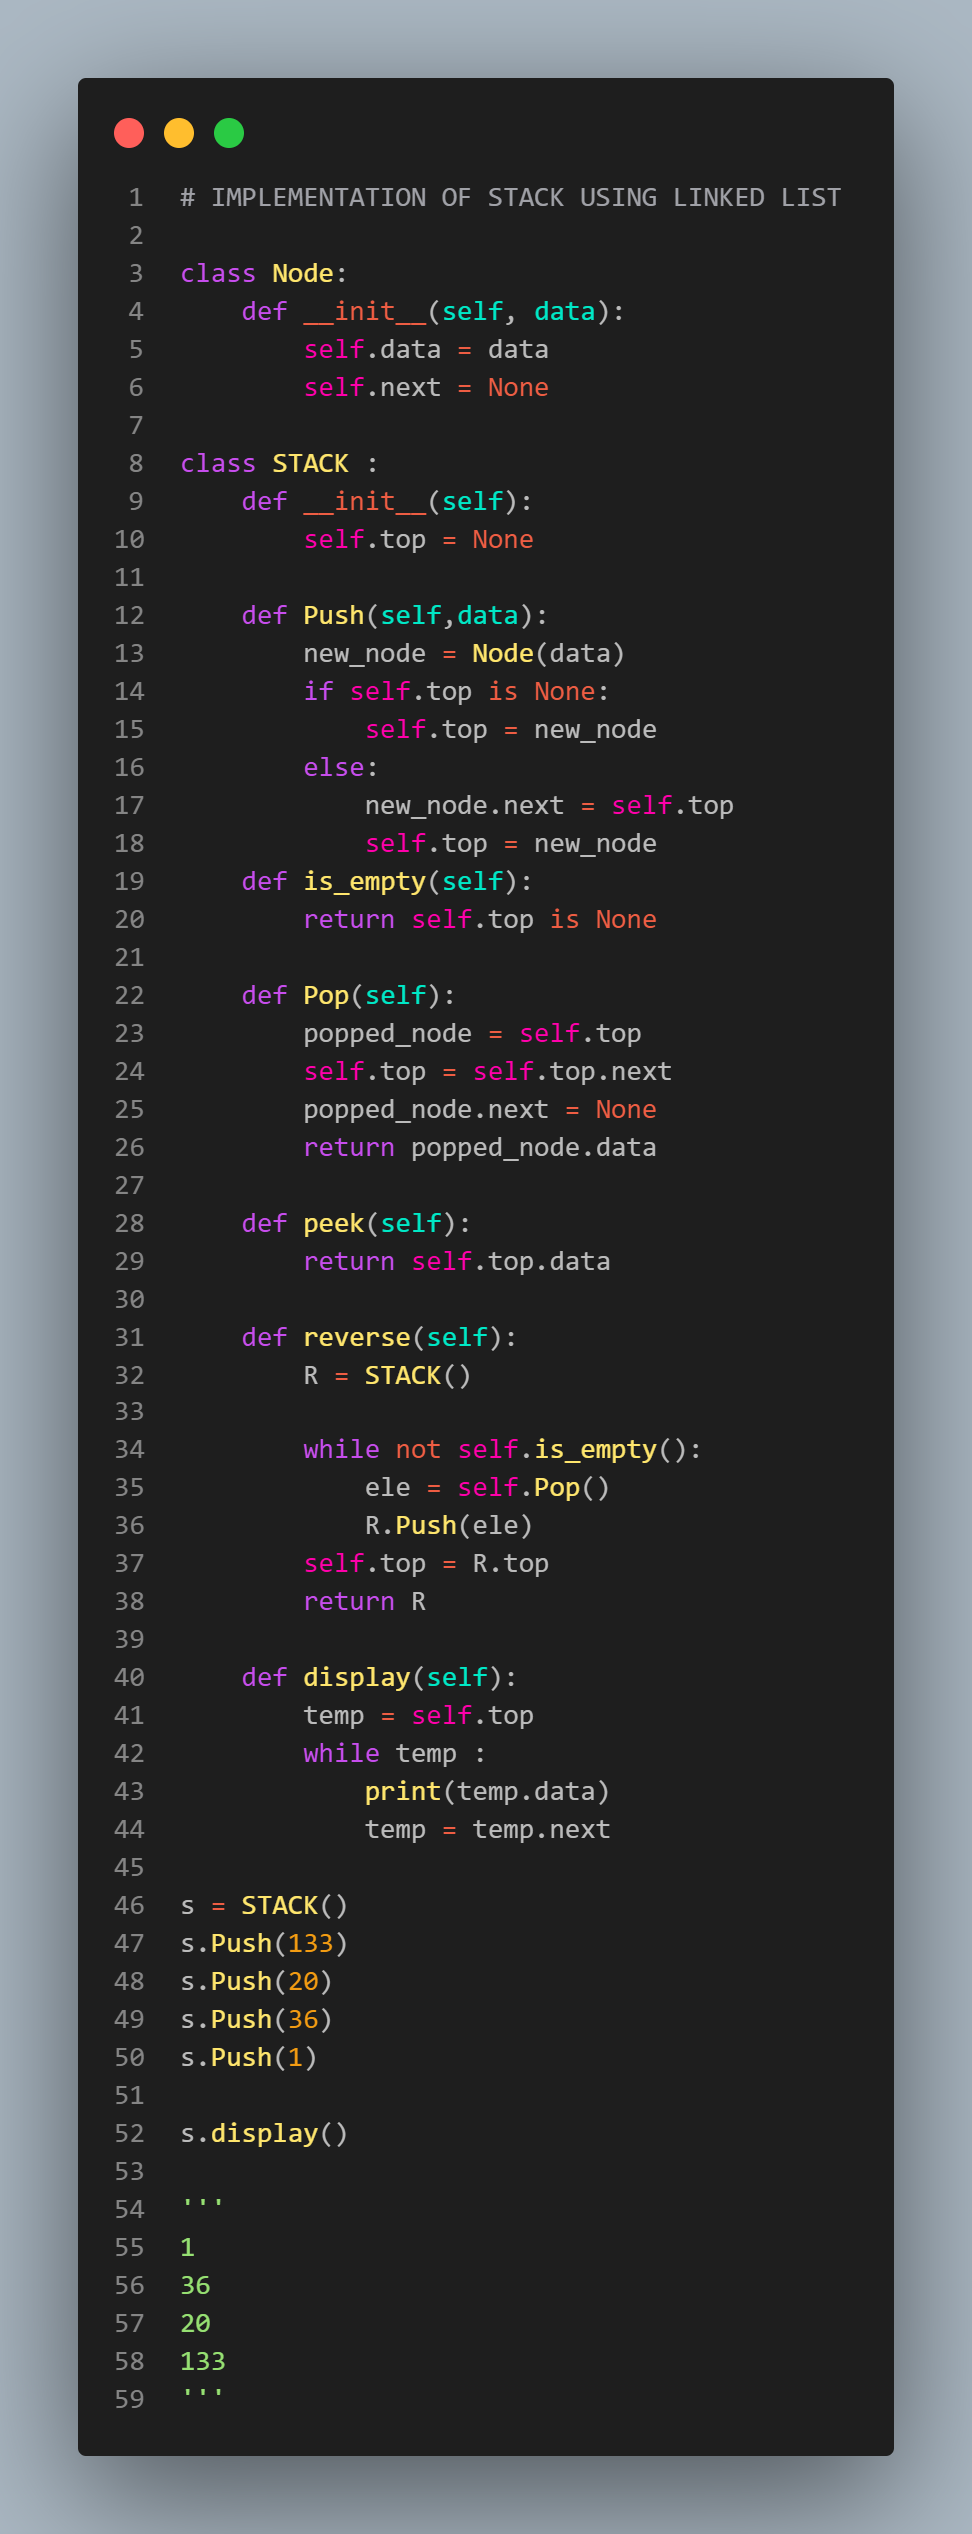 1 # IMPLEMENTATION OF STACK USING LINKED LIST
2
3 class Node:
4     def __init__(self, data):
5         self.data = data
6         self.next = None
7
8 class STACK :
9     def __init__(self):
10         self.top = None
11
12     def Push(self,data):
13         new_node = Node(data)
14         if self.top is None:
15             self.top = new_node
16         else:
17             new_node.next = self.top
18             self.top = new_node
19     def is_empty(self):
20         return self.top is None
21
22     def Pop(self):
23         popped_node = self.top
24         self.top = self.top.next
25         popped_node.next = None
26         return popped_node.data
27
28     def peek(self):
29         return self.top.data
30
31     def reverse(self):
32         R = STACK()
33
34         while not self.is_empty():
35             ele = self.Pop()
36             R.Push(ele)
37         self.top = R.top
38         return R
39
40     def display(self):
41         temp = self.top
42         while temp :
43             print(temp.data)
44             temp = temp.next
45
46 s = STACK()
47 s.Push(133)
48 s.Push(20)
49 s.Push(36)
50 s.Push(1)
51
52 s.display()
53
54 '''
55 1
56 36
57 20
58 133
59 '''